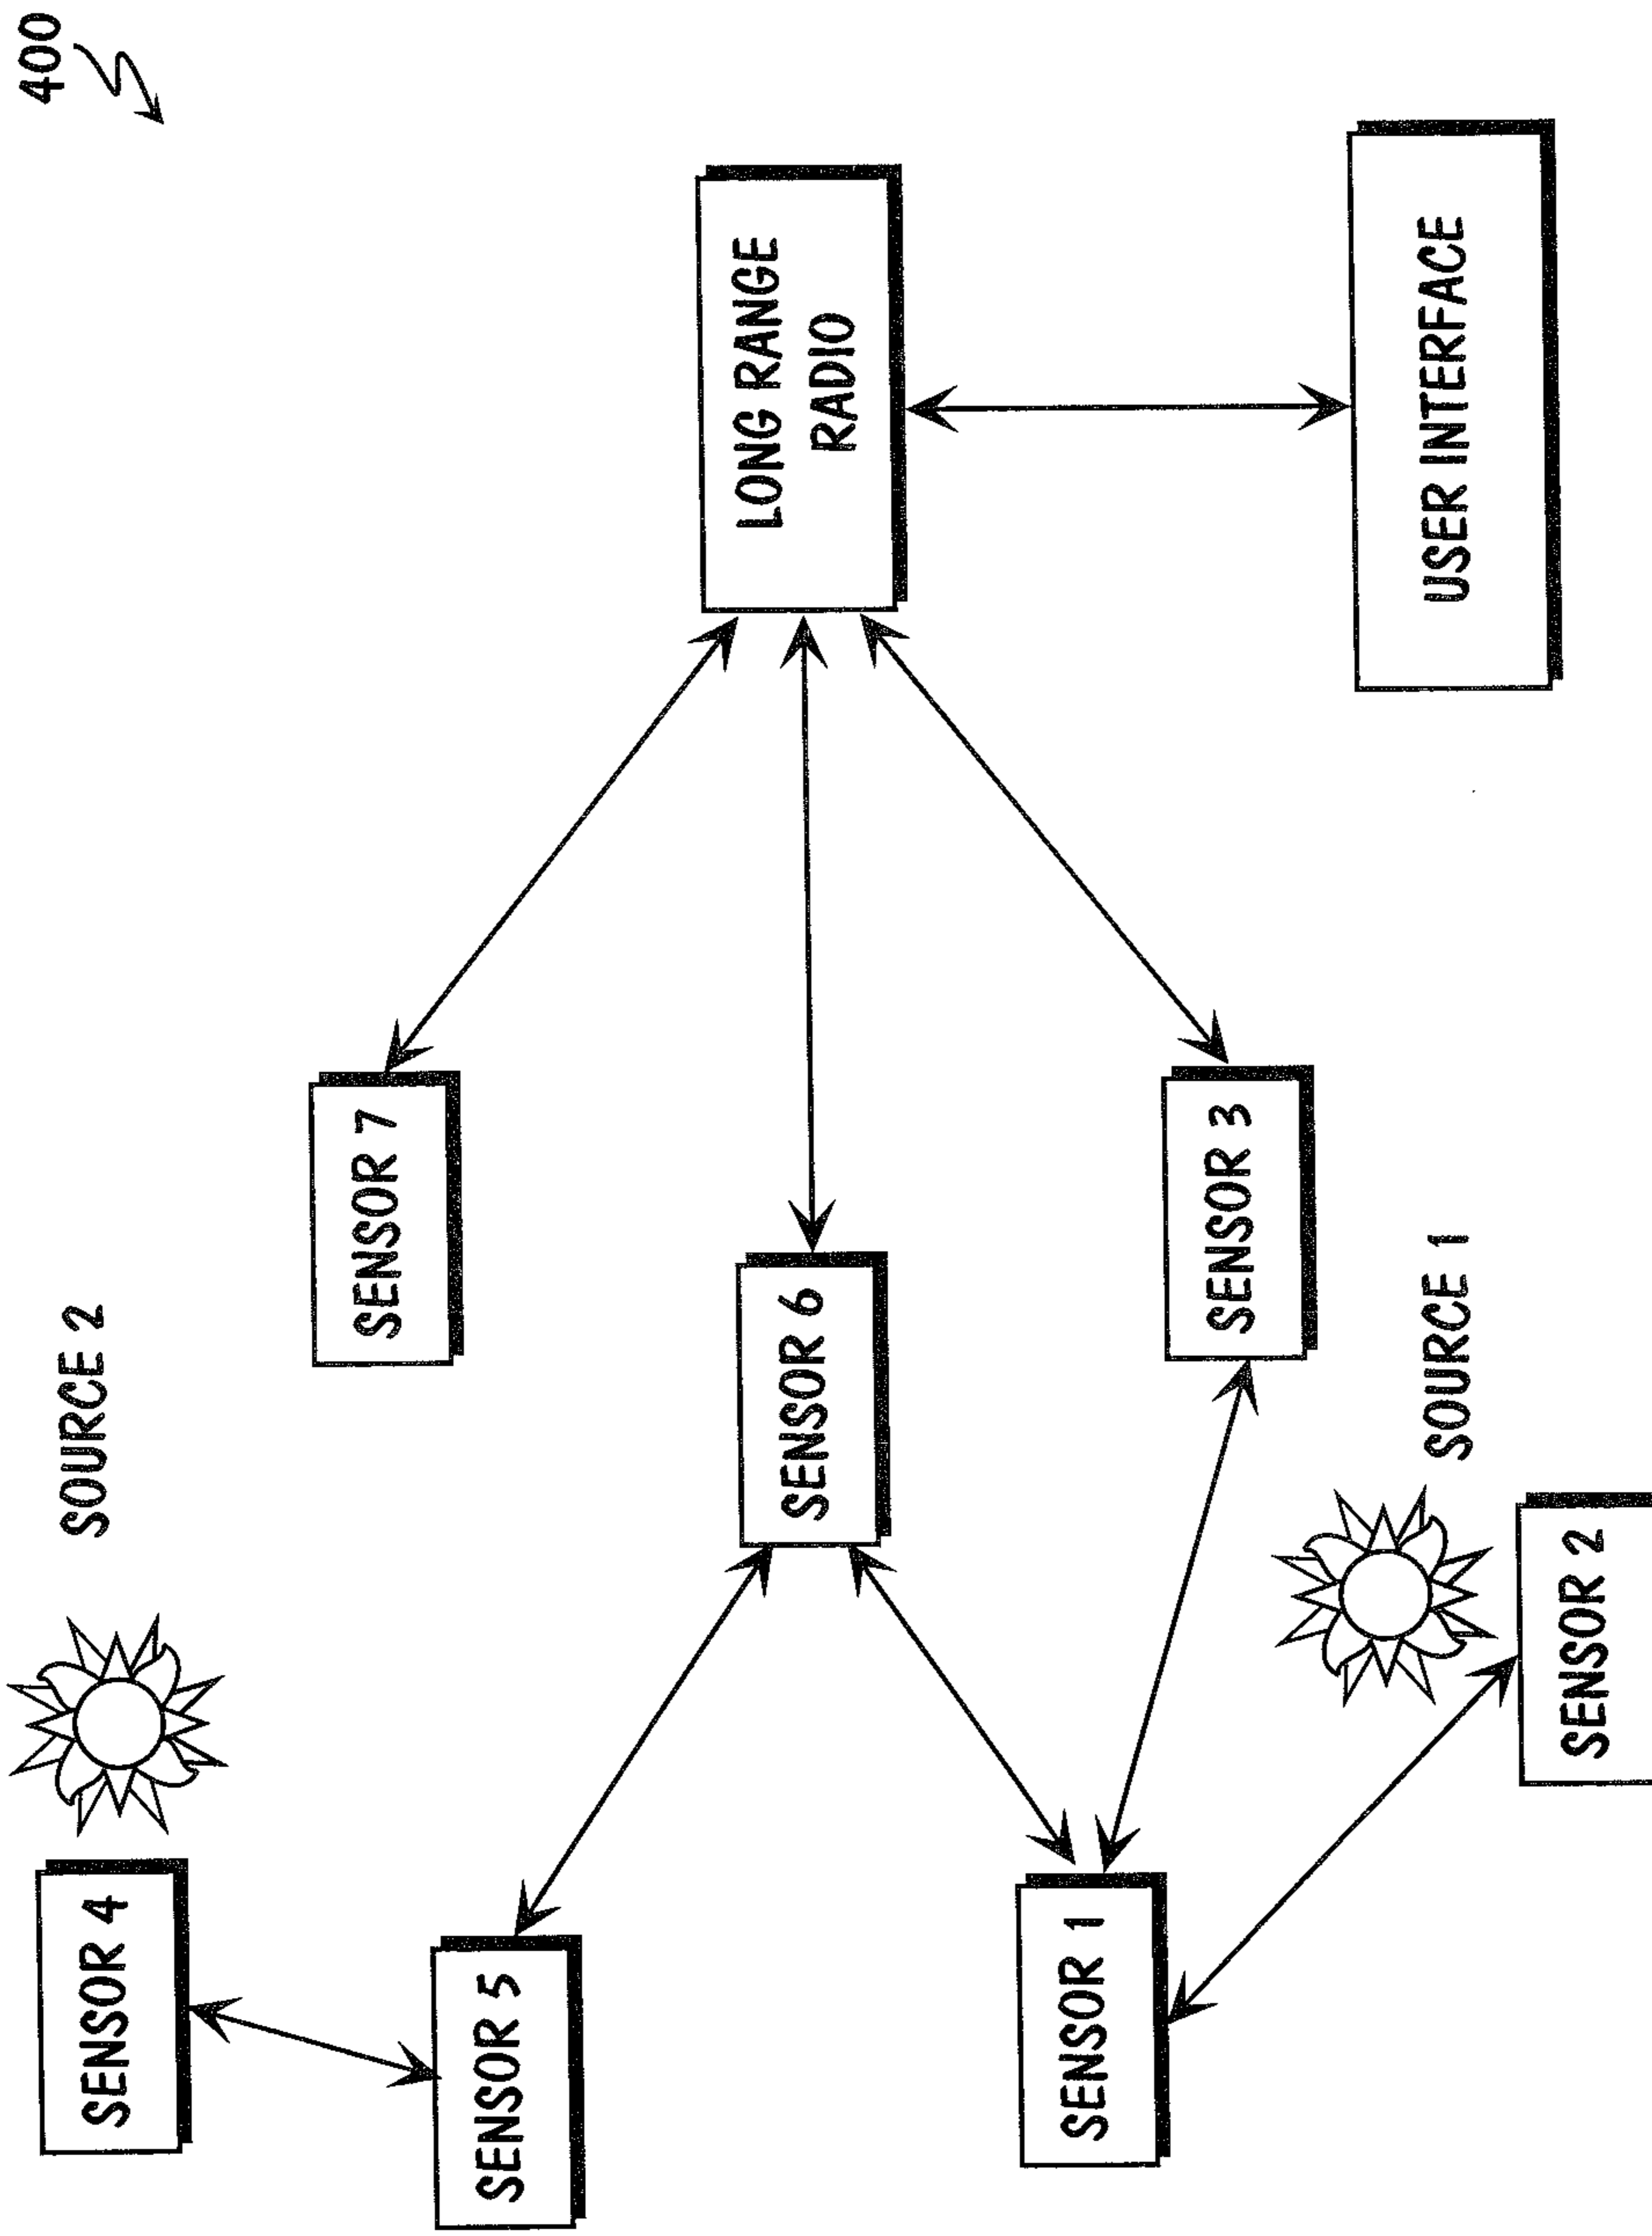 400
SOURCE 2
SENSOR 4
SENSOR 7
SENSOR 5
LONG RANGE
RADIO
SENSOR 6
SENSOR 1
SENSOR 3
USER INTERFACE
SOURCE 1
SENSOR 2